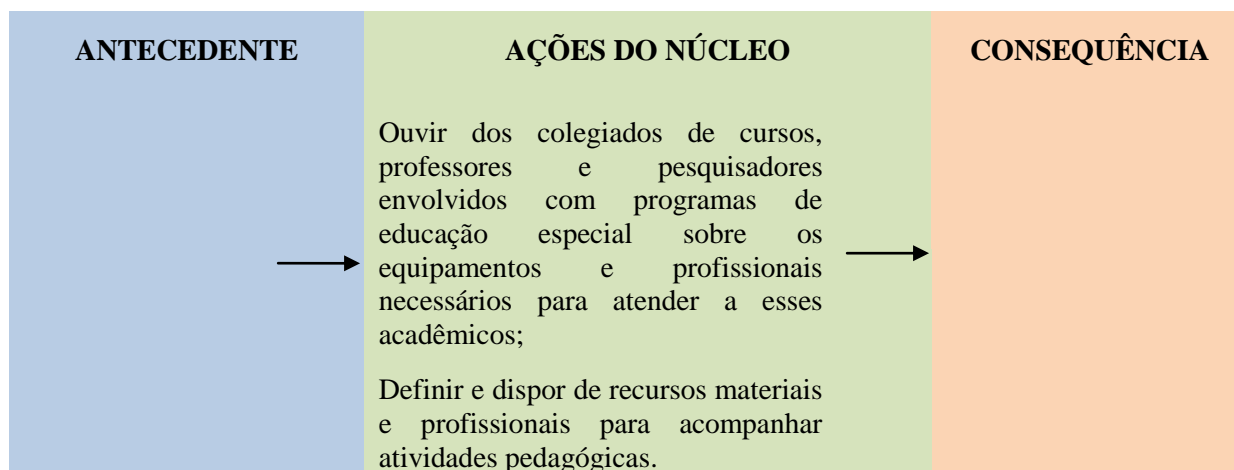 ANTECEDENTE
AÇÕES DO NÚCLEO
CONSEQUÊNCIA
Ouvir dos colegiados de cursos,
professores e pesquisadores
envolvidos com programas de
educação especial sobre os
equipamentos e profissionais
necessários para atender a esses
acadêmicos;
Definir e dispor de recursos materiais
e profissionais para acompanhar
atividades pedagógicas.